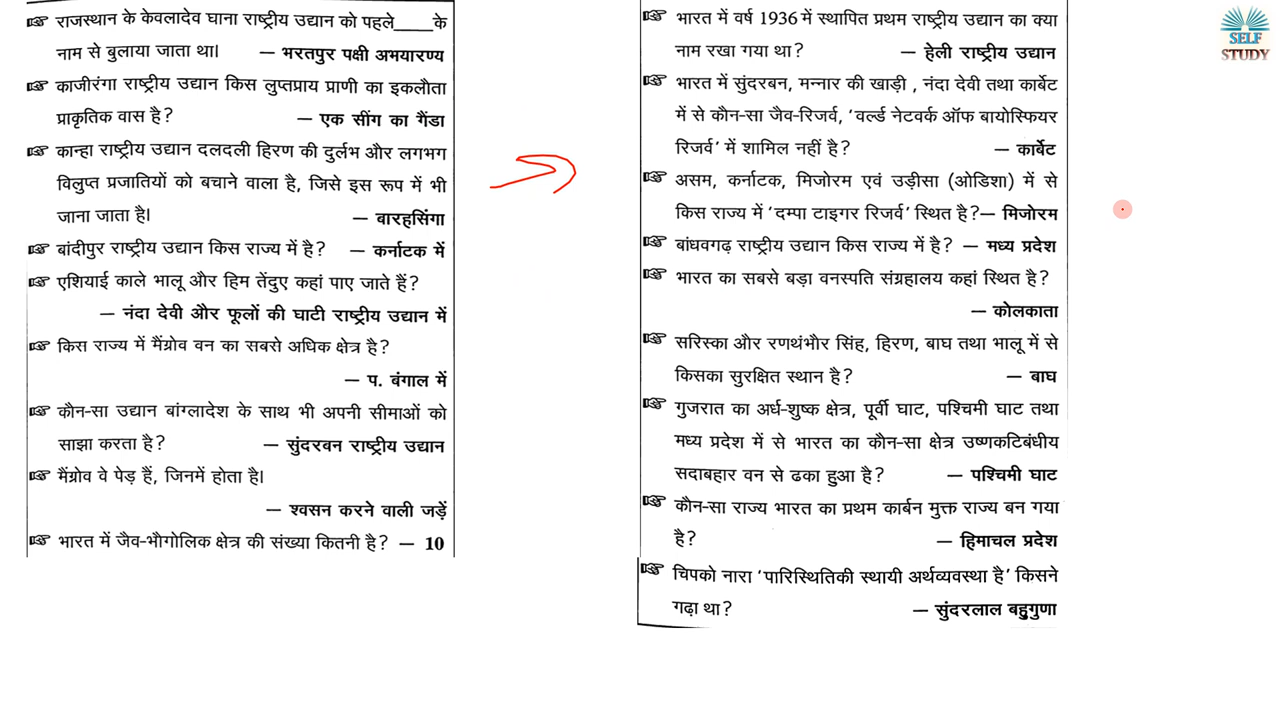 राजस्थान के केवलादेव घाना राष्ट्रीय उद्यान को पहले____के
नाम से बुलाया जाता था। – भरतपुर पक्षी अभयारण्य
काजीरंगा राष्ट्रीय उद्यान किस लुप्तप्राय प्राणी का इकलौता
प्राकृतिक वास है? – एक सींग का गैंडा
कान्हा राष्ट्रीय उद्यान दलदली हिरण की दुर्लभ और लगभग
विलुप्त प्रजातियों को बचाने वाला है, जिसे इस रूप में भी
जाना जाता है। – बारहसिंगा
बांदीपुर राष्ट्रीय उद्यान किस राज्य में है? – कर्नाटक में
एशियाई काले भालू और हिम तेंदुए कहां पाए जाते हैं?
– नंदा देवी और फूलों की घाटी राष्ट्रीय उद्यान में
किस राज्य में मैंग्रोव वन का सबसे अधिक क्षेत्र है?
– प. बंगाल में
कौन-सा उद्यान बांग्लादेश के साथ भी अपनी सीमाओं को
साझा करता है? – सुंदरबन राष्ट्रीय उद्यान
मैंग्रोव वे पेड़ हैं, जिनमें होता है।
– श्वसन करने वाली जड़ें
भारत में जैव-भौगोलिक क्षेत्र की संख्या कितनी है? – 10
भारत में वर्ष 1936 में स्थापित प्रथम राष्ट्रीय उद्यान का क्या
नाम रखा गया था? – हेली राष्ट्रीय उद्यान
भारत में सुंदरबन, मन्नार की खाड़ी , नंदा देवी तथा कार्बेट
में से कौन-सा जैव-रिजर्व, 'वर्ल्ड नेटवर्क ऑफ बायोस्फियर
रिजर्व' में शामिल नहीं है? – कार्बेट
असम, कर्नाटक, मिजोरम एवं उड़ीसा (ओडिशा) में से
किस राज्य में 'दम्पा टाइगर रिजर्व' स्थित है?– मिजोरम
बांधवगढ़ राष्ट्रीय उद्यान किस राज्य में है? – मध्य प्रदेश
भारत का सबसे बड़ा वनस्पति संग्रहालय कहां स्थित है?
– कोलकाता
सरिस्का और रणथंभौर सिंह, हिरण, बाघ तथा भालू में से
किसका सुरक्षित स्थान है? – बाघ
गुजरात का अर्ध-शुष्क क्षेत्र, पूर्वी घाट, पश्चिमी घाट तथा
मध्य प्रदेश में से भारत का कौन-सा क्षेत्र उष्णकटिबंधीय
सदाबहार वन से ढका हुआ है? – पश्चिमी घाट
कौन-सा राज्य भारत का प्रथम कार्बन मुक्त राज्य बन गया
है? – हिमाचल प्रदेश
चिपको नारा 'पारिस्थितिकी स्थायी अर्थव्यवस्था है' किसने
गढ़ा था? – सुंदरलाल बहुगुणा
SELF
STUDY